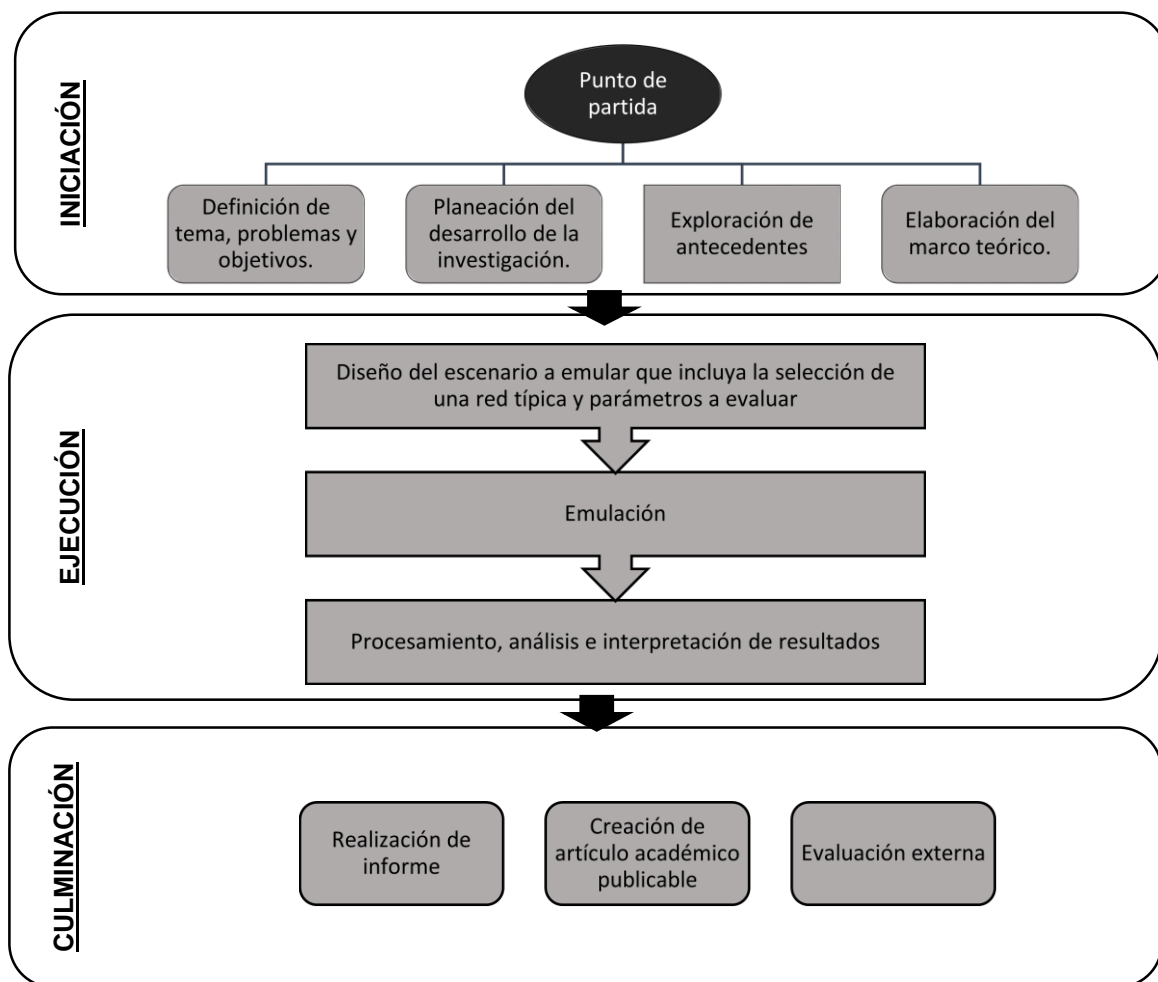 INICIACIÓN
Punto de
partida
Definición de
tema, problemas y
objetivos.
Planeación del
desarrollo de la
investigación.
Exploración de
antecedentes
Elaboración del
marco teórico.
EJECUCIÓN
Diseño del escenario a emular que incluya la selección de
una red típica y parámetros a evaluar
Emulación
Procesamiento, análisis e interpretación de resultados
CULMINACIÓN
Realización de
informe
Creación de
artículo académico
publicable
Evaluación externa